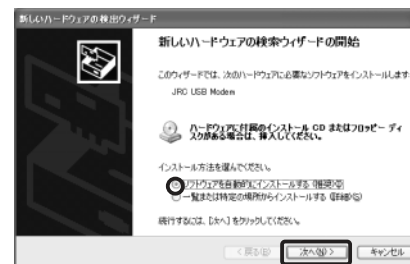 新しいハードウェアの検出ウィザード
新しいハードウェアの検索ウィザードの開始
このウィザードでは、次のハードウェアに必要なソフトウェアをインストールします:
JRC USB Modem
ハードウェアに付属のインストール CD またはフロッピー ディ
スクがある場合は、挿入してください。
インストール方法を選んでください。
ソフトウェアを自動的にインストールする (推奨)(I)
一覧または特定の場所からインストールする (詳細)(S)
続行するには、[次へ] をクリックしてください。
< 戻る(B)
次へ(N) >
キャンセル